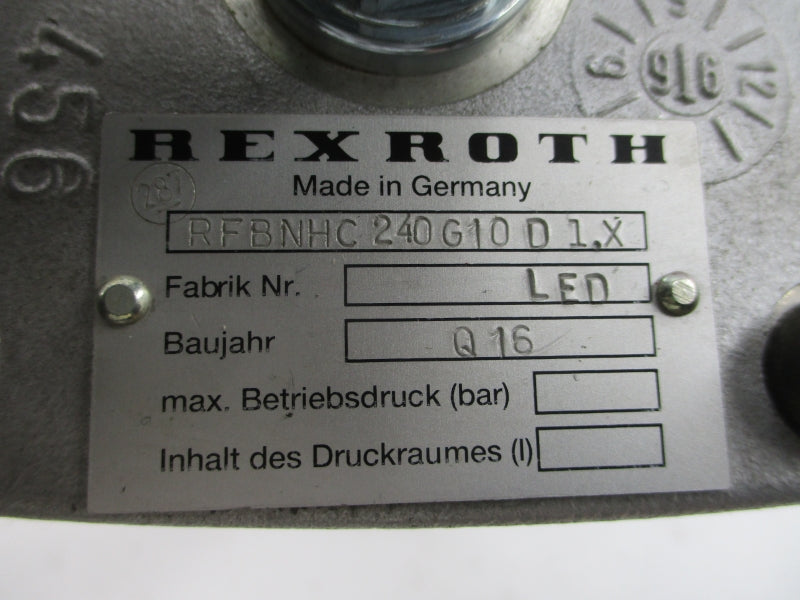 456
9 916 12
REXROTH
Made in Germany
287
RFBNHC 240 G10 D 1.X
Fabrik Nr. LED
Baujahr Q 16
max. Betriebsdruck (bar)
Inhalt des Druckraumes (l)